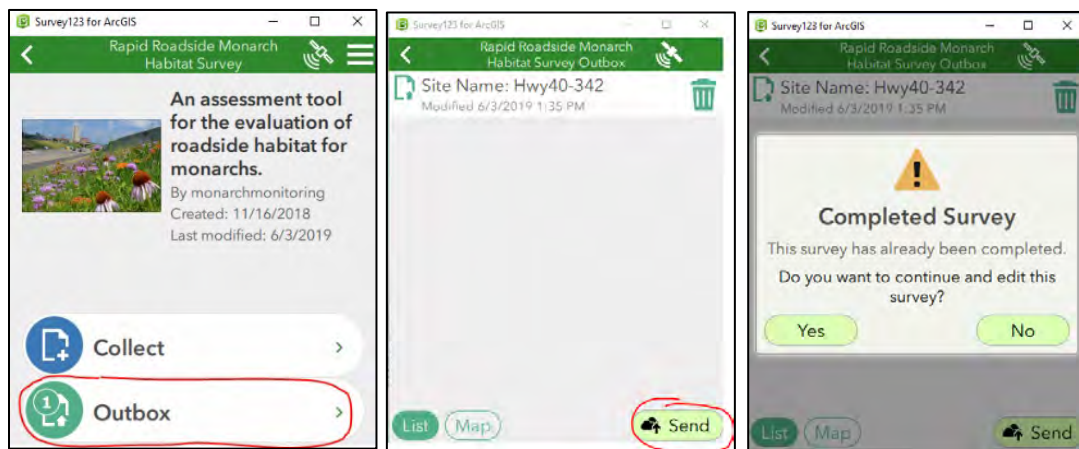 Survey123 for ArcGIS
Rapid Roadside Monarch
Habitat Survey
An assessment tool
for the evaluation of
roadside habitat for
monarchs.
By monarchmonitoring
Created: 11/16/2018
Last modified: 6/3/2019
Collect
1
Outbox
Survey123 for ArcGIS
Rapid Roadside Monarch
Habitat Survey Outbox
Site Name: Hwy40-342
Modified 6/3/2019 1:35 PM
List
Map
Send
Survey123 for ArcGIS
Rapid Roadside Monarch
Habitat Survey Outbox
Site Name: Hwy40-342
Modified 6/3/2019 1:35 PM
Completed Survey
This survey has already been completed.
Do you want to continue and edit this
survey?
Yes
No
List
Map
Send